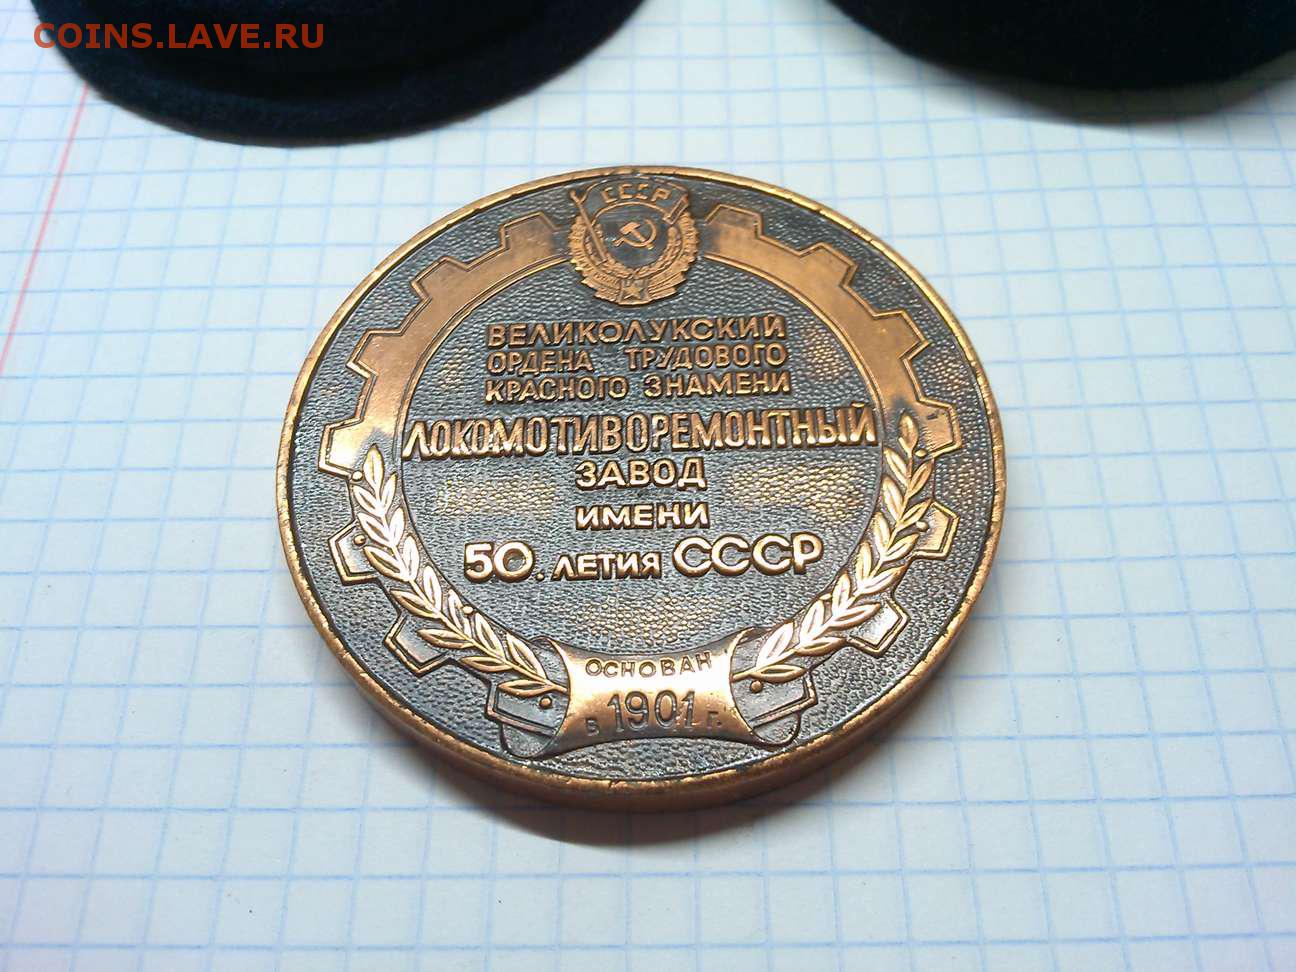 COINS.LAVE.RU
СССР
ВЕЛИКОЛУКСКИЙ
ОРДЕНА ТРУДОВОГО
КРАСНОГО ЗНАМЕНИ
ЛОКОМОТИВОРЕМОНТНЫЙ
ЗАВОД
ИМЕНИ
50. ЛЕТИЯ СССР
ОСНОВАН
В 1901 Г.